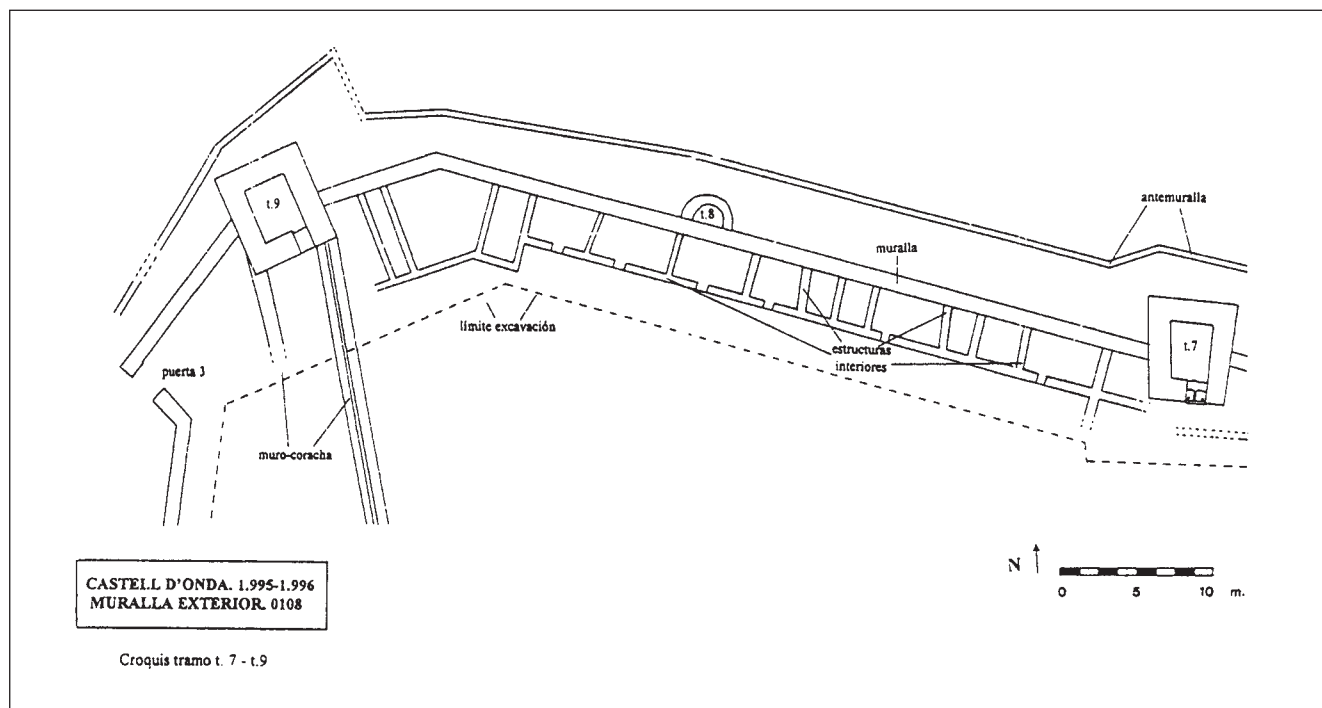 t.9
t.8
antemuralla
muralla
t.7
límite excavación
estructuras
interiores
puerta 3
muro-coracha
N
0 5 10 m.
CASTELL D'ONDA. 1.995-1.996
MURALLA EXTERIOR. 0108
Croquis tramo t. 7 - t.9